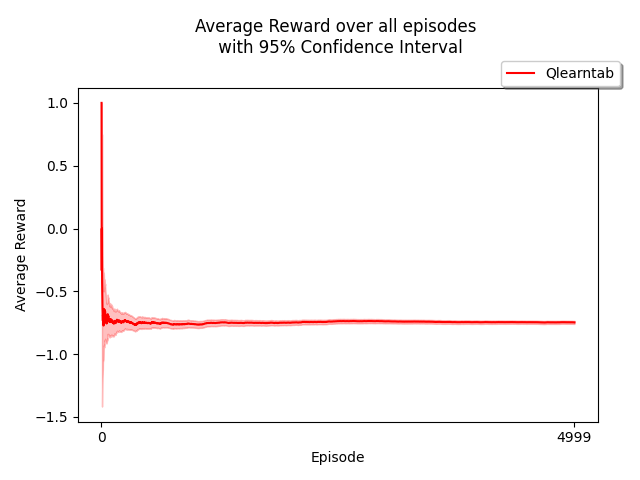 Average Reward over all episodes
with 95% Confidence Interval
Qlearntab
1.0
0.5
0.0
−0.5
−1.0
−1.5
Average Reward
0
4999
Episode